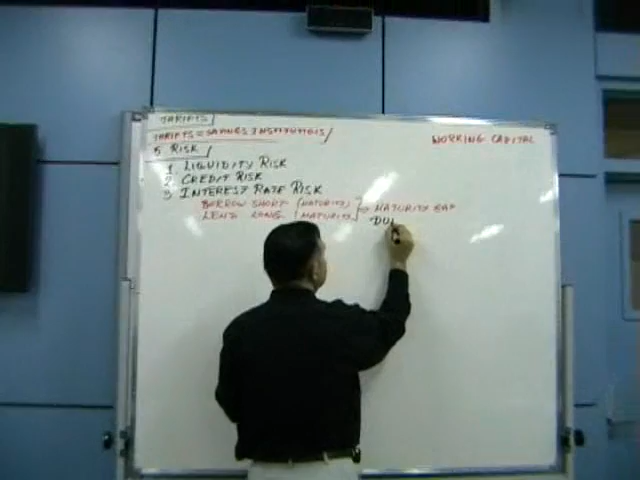 THRIFTS
THRIFTS = SAVINGS INSTITUTIONS
WORKING CAPITAL
5 RISK
1. LIQUIDITY RISK
2. CREDIT RISK
3. INTEREST RATE RISK
BORROW SHORT (MATURITY) MATURITY GAP
LEND LONG (MATURITY) DU